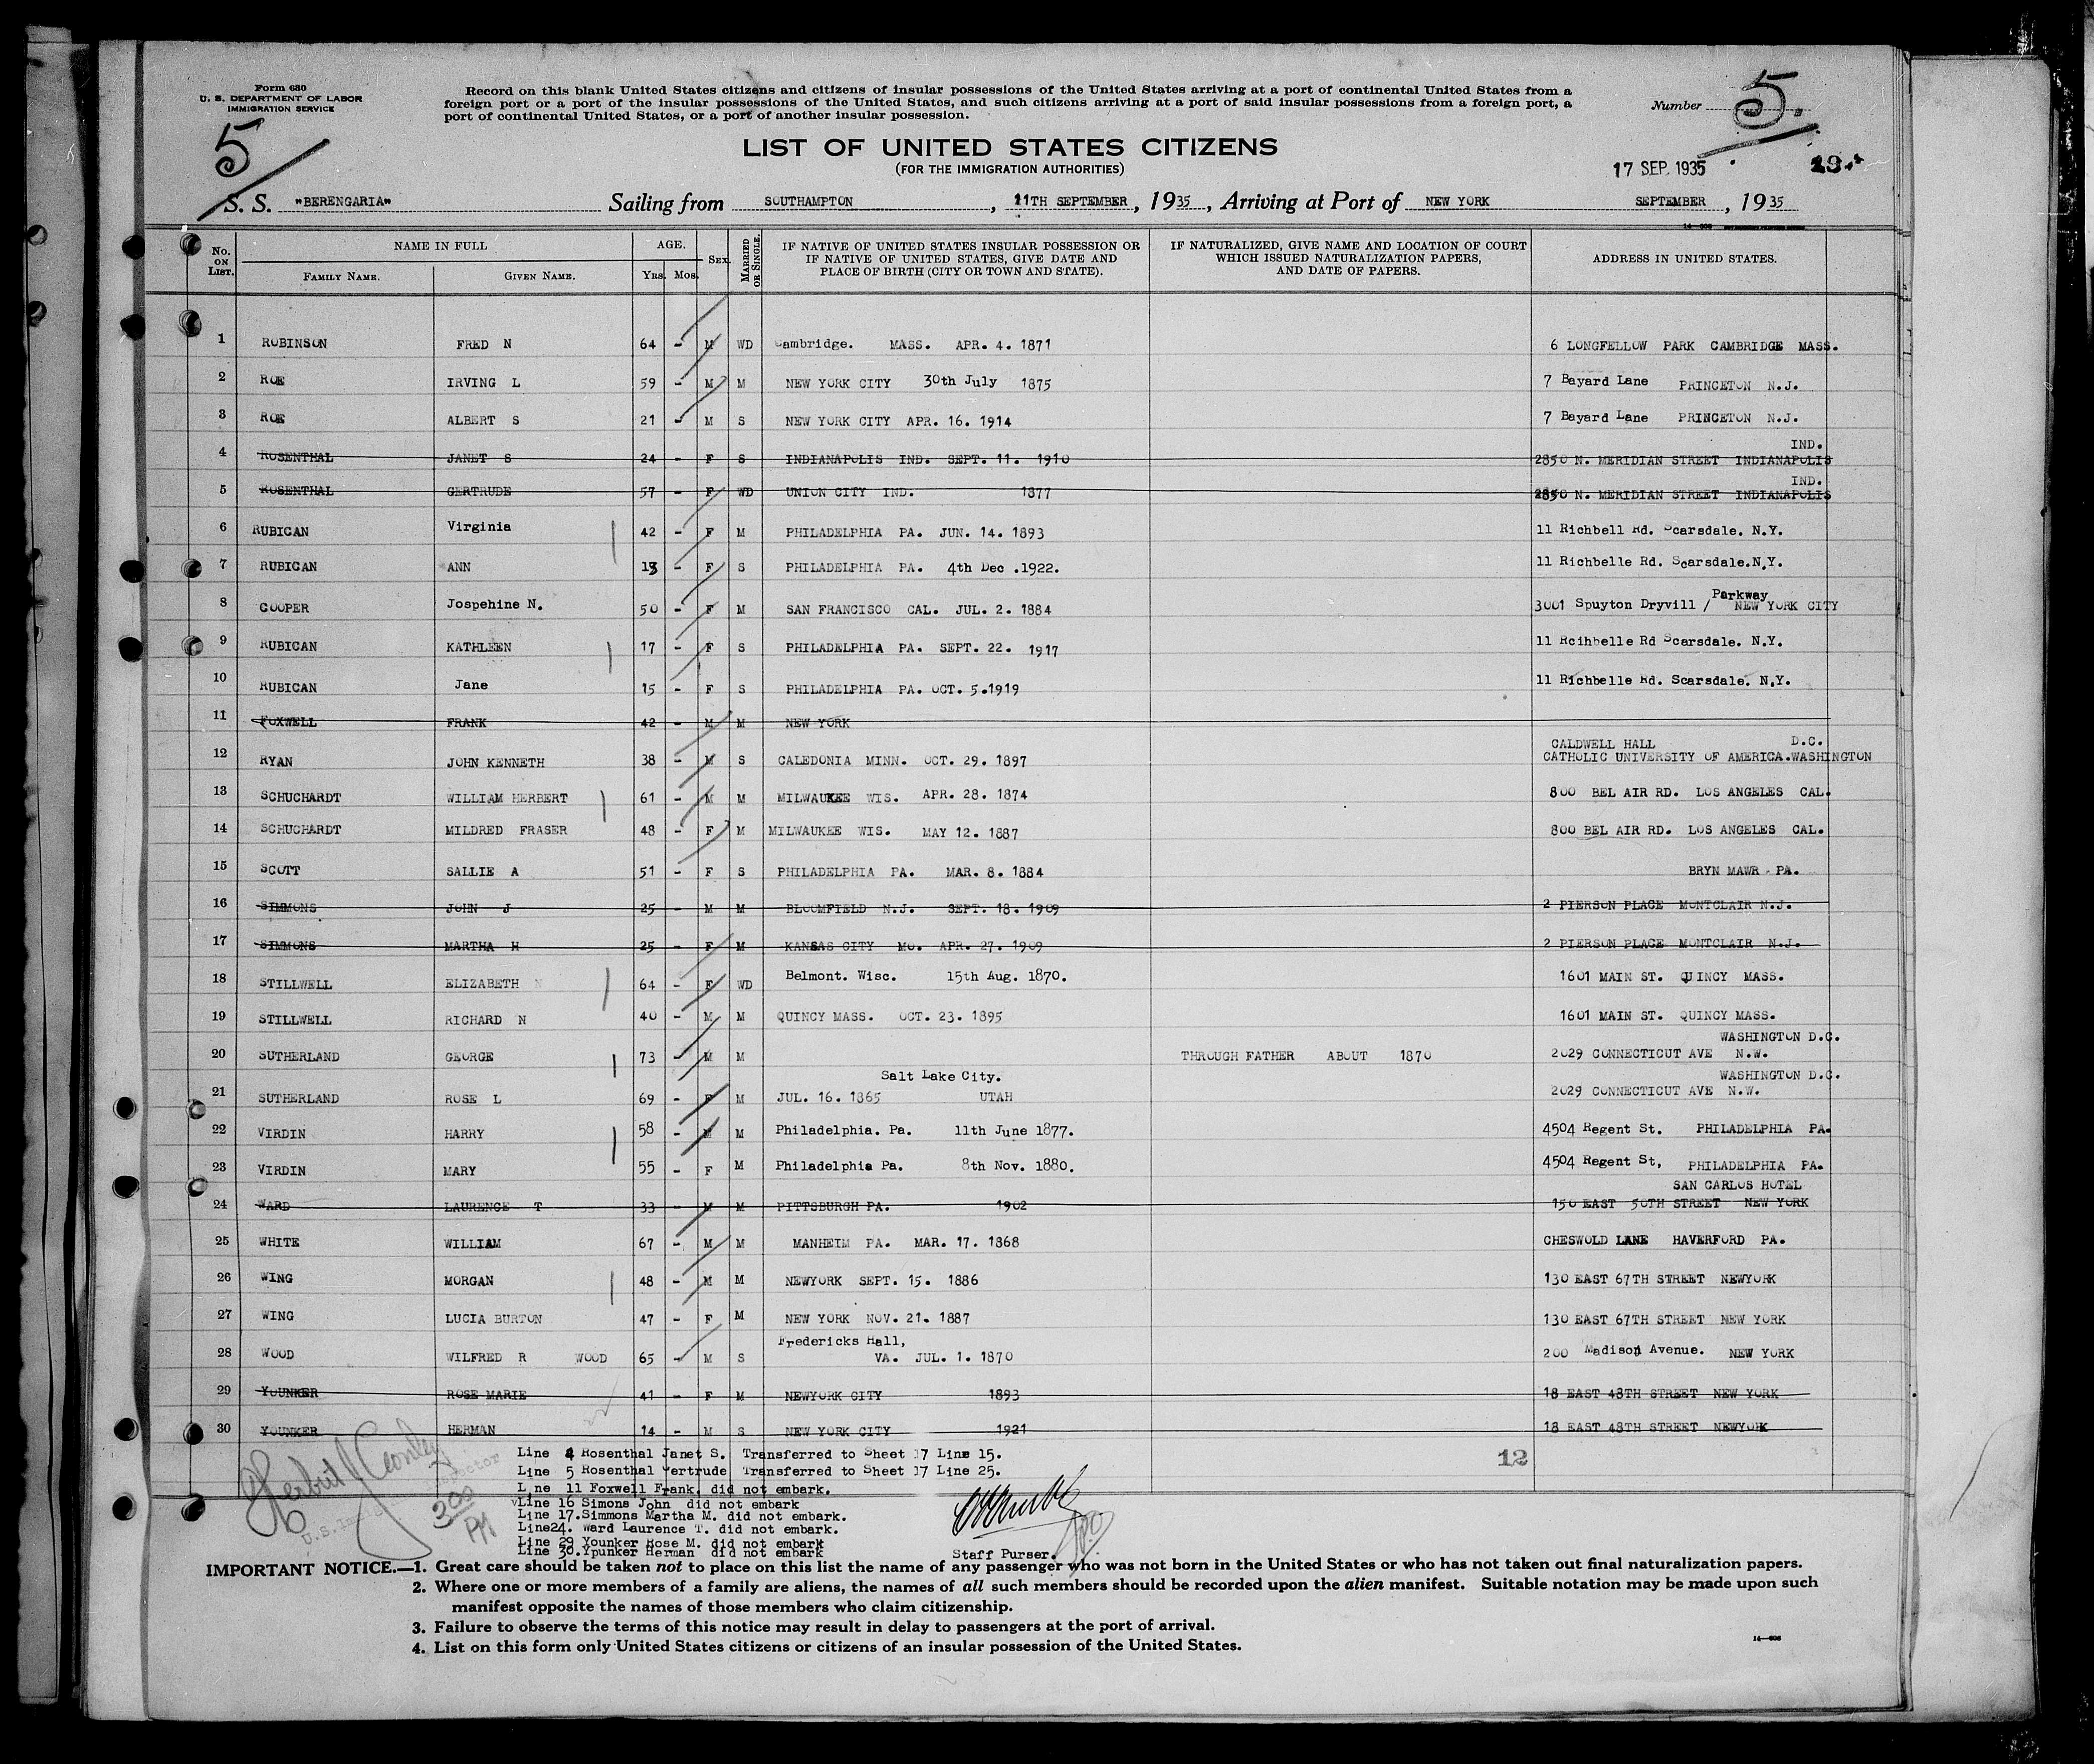 Form 630
U. S. DEPARTMENT OF LABOR
IMMIGRATION SERVICE
5
Record on this blank United States citizens and citizens of insular possessions of the United States arriving at a port of continental United States from a
foreign port or a port of the insular possessions of the United States, and such citizens arriving at a port of said insular possessions from a foreign port, a
port of continental United States, or a port of another insular possession.
Number 5.
LIST OF UNITED STATES CITIZENS
(FOR THE IMMIGRATION AUTHORITIES)
17 SEP. 1935
S. S. "BERENGARIA" Sailing from SOUTHAMPTON, 11TH SEPTEMBER, 1935, Arriving at Port of NEW YORK SEPTEMBER, 1935
No. ON LIST. NAME IN FULL FAMILY NAME. GIVEN NAME. AGE. Yrs. Mos. SEX. MARRIED OR SINGLE. IF NATIVE OF UNITED STATES INSULAR POSSESSION OR IF NATIVE OF UNITED STATES, GIVE DATE AND PLACE OF BIRTH (CITY OR TOWN AND STATE). IF NATURALIZED, GIVE NAME AND LOCATION OF COURT WHICH ISSUED NATURALIZATION PAPERS, AND DATE OF PAPERS. ADDRESS IN UNITED STATES.
1 ROBINSON FRED N 64 - M WD Cambridge. MASS. APR. 4. 1871 6 LONGFELLOW PARK CAMBRIDGE MASS.
2 ROE IRVING L 59 - M M NEW YORK CITY 30th July 1875 7 Bayard Lane PRINCETON N.J.
3 ROE ALBERT S 21 - M S NEW YORK CITY APR. 16. 1914 7 Bayard Lane PRINCETON N.J.
4 ROSENTHAL JANET S 24 - F S INDIANAPOLIS IND. SEPT. 11. 1910 2850 N. MERIDIAN STREET INDIANAPOLIS IND.
5 ROSENTHAL GERTRUDE 57 - F WD UNION CITY IND. 1877 2850 N. MERIDIAN STREET INDIANAPOLIS IND.
6 RUBICAN Virginia 42 - F M PHILADELPHIA PA. JUN. 14. 1893 11 Richbell Rd. Scarsdale. N.Y.
7 RUBICAN ANN 13 - F S PHILADELPHIA PA. 4th Dec .1922. 11 Richbelle Rd. Scarsdale.N.Y.
8 COOPER Jospehine N. 50 - F M SAN FRANCISCO CAL. JUL. 2. 1884 3001 Spuyton Dryvill / Parkway NEW YORK CITY
9 RUBICAN KATHLEEN 17 - F S PHILADELPHIA PA. SEPT. 22. 1917 11 Rcihbelle Rd Scarsdale. N.Y.
10 RUBICAN Jane 15 - F S PHILADELPHIA PA. OCT. 5.1919 11 Richbelle Rd. Scarsdale. N.Y.
11 FOXWELL FRANK 42 - M M NEW YORK
12 RYAN JOHN KENNETH 38 - M S CALEDONIA MINN. OCT. 29. 1897 CALDWELL HALL D.C. CATHOLIC UNIVERSITY OF AMERICA.WASHINGTON
13 SCHUCHARDT WILLIAM HERBERT 61 - M M MILWAUKEE WIS. APR. 28. 1874 800 BEL AIR RD. LOS ANGELES CAL.
14 SCHUCHARDT MILDRED FRASER 48 - F M MILWAUKEE WIS. MAY 12. 1887 800 BEL AIR RD. LOS ANGELES CAL.
15 SCOTT SALLIE A 51 - F S PHILADELPHIA PA. MAR. 8. 1884 BRYN MAWR PA.
16 SIMMONS JOHN J 25 - M M BLOOMFIELD N.J. SEPT. 18. 1909 2 PIERSON PLACE MONTCLAIR N.J.
17 SIMMONS MARTHA H 25 - F M KANSAS CITY MO. APR. 27. 1909 2 PIERSON PLACE MONTCLAIR N.J.
18 STILLWELL ELIZABETH N 64 - F WD Belmont. Wisc. 15th Aug. 1870. 1601 MAIN ST. QUINCY MASS.
19 STILLWELL RICHARD N 40 - M M QUINCY MASS. OCT. 23. 1895 1601 MAIN ST. QUINCY MASS.
20 SUTHERLAND GEORGE 73 - M M THROUGH FATHER ABOUT 1870 2029 CONNECTICUT AVE N.W. WASHINGTON D.C.
21 SUTHERLAND ROSE L 69 - F M JUL. 16. 1865 Salt Lake City. UTAH 2029 CONNECTICUT AVE N.W. WASHINGTON D.C.
22 VIRDIN HARRY 58 - M M Philadelphia. Pa. 11th June 1877. 4504 Regent St. PHILADELPHIA PA.
23 VIRDIN MARY 55 - F M Philadelphia Pa. 8th Nov. 1880. 4504 Regent St, PHILADELPHIA PA.
24 WARD LAURENCE T 33 - M M PITTSBURGH PA. 1902 SAN CARLOS HOTEL 150 EAST 50TH STREET NEW YORK
25 WHITE WILLIAM 67 - M M MANHEIM PA. MAR. 17. 1868 CHESWOLD LANE HAVERFORD PA.
26 WING MORGAN 48 - M M NEWYORK SEPT. 15. 1886 130 EAST 67TH STREET NEWYORK
27 WING LUCIA BURTON 47 - F M NEW YORK NOV. 21. 1887 130 EAST 67TH STREET NEW YORK
28 WOOD WILFRED R WOOD 65 - M S Fredericks Hall, VA. JUL. 1. 1870 200 Madison Avenue. NEW YORK
29 YOUNKER ROSE MARIE 41 - F M NEWYORK CITY 1893 18 EAST 48TH STREET NEW YORK
30 YOUNKER HERMAN 14 - M S NEW YORK CITY 1921 18 EAST 48TH STREET NEWYORK
Line 4 Rosenthal Janet S. Transferred to Sheet 17 Line 15.
12
Line 5 Rosenthal Gertrude Transferred to Sheet 17 Line 25.
L ne 11 Foxwell Frank. did not embark.
Line 16 Simons John did not embark
Line 17.Simmons Martha M. did not embark.
Line24. Ward Laurence T. did not embark.
Line 29 Younker Rose M. did not embark
Line 30.Ypunker Herman did not embark
3 00 PM
Staff Purser.
IMPORTANT NOTICE.—1. Great care should be taken not to place on this list the name of any passenger who was not born in the United States or who has not taken out final naturalization papers.
2. Where one or more members of a family are aliens, the names of all such members should be recorded upon the alien manifest. Suitable notation may be made upon such
manifest opposite the names of those members who claim citizenship.
3. Failure to observe the terms of this notice may result in delay to passengers at the port of arrival.
4. List on this form only United States citizens or citizens of an insular possession of the United States.